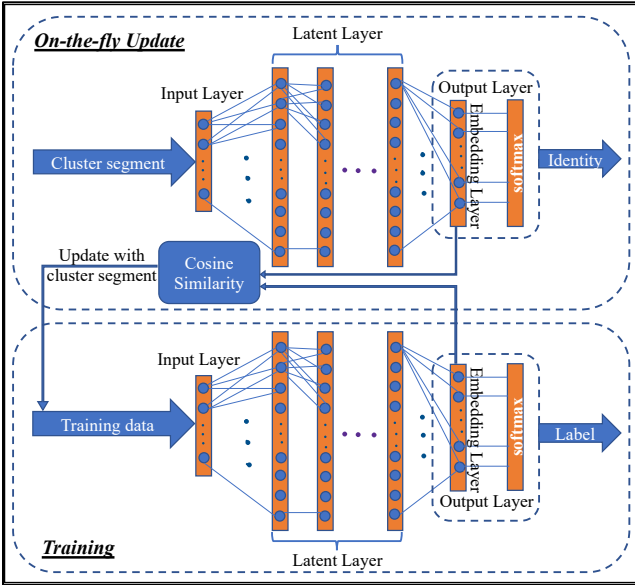 On-the-fly Update
Latent Layer
Input Layer
Output Layer
Cluster segment
Embedding Layer
softmax
Identity
Update with
cluster segment
Cosine
Similarity
Input Layer
Training data
Embedding Layer
softmax
Label
Output Layer
Training
Latent Layer